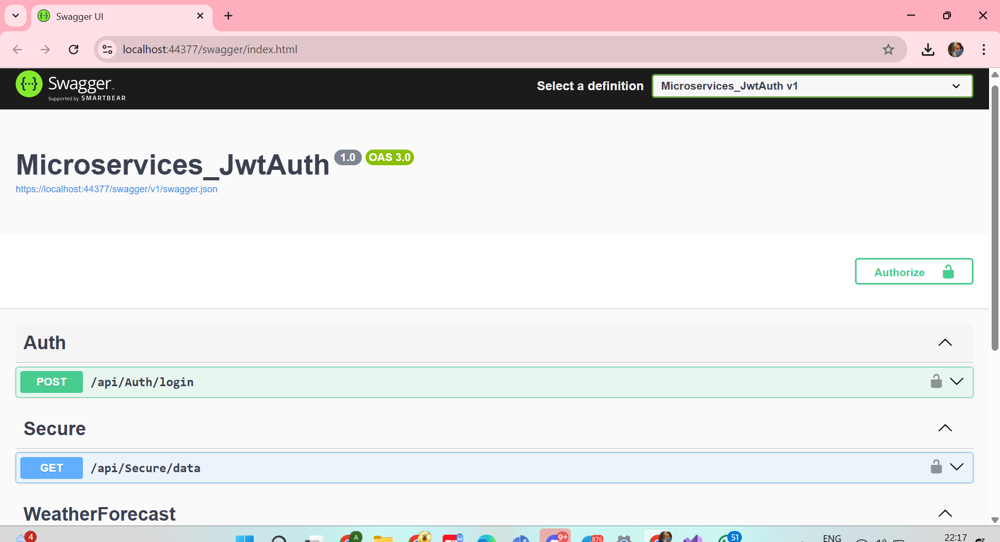 Swagger UI
localhost:44377/swagger/index.html
Swagger™
Supported by SMARTBEAR
Select a definition
Microservices_JwtAuth v1
Microservices_JwtAuth 1.0 OAS 3.0
https://localhost:44377/swagger/v1/swagger.json
Authorize
Auth
POST /api/Auth/login
Secure
GET /api/Secure/data
WeatherForecast
4
A
9+
876
51
ENG
22:17